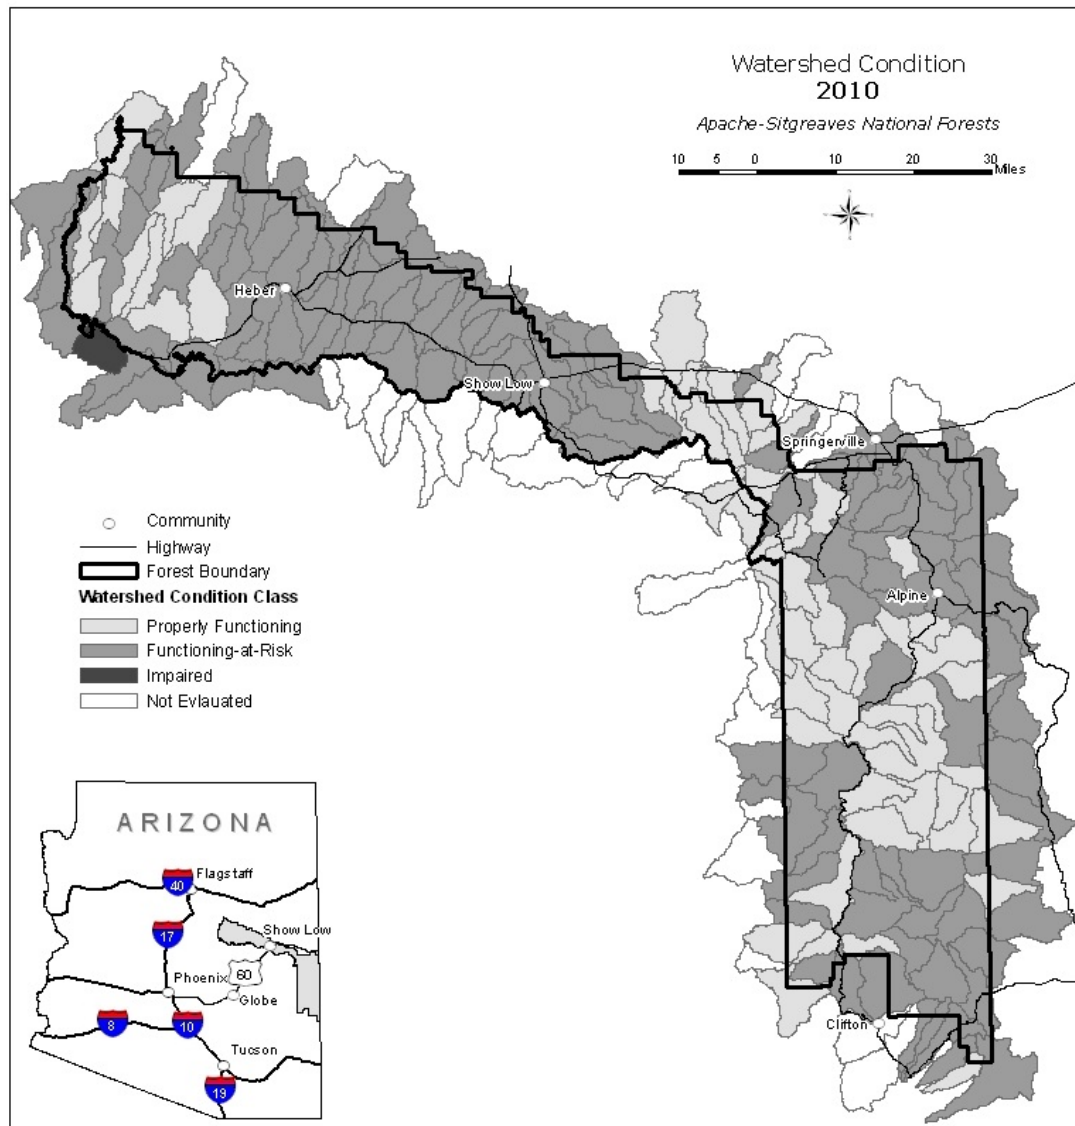 Watershed Condition
2010
Apache-Sitgreaves National Forests
10 5 0 10 20 30
Miles
Heber
Show Low
Springerville
Alpine
Clifton
Community
Highway
Forest Boundary
Watershed Condition Class
Properly Functioning
Functioning-at-Risk
Impaired
Not Evlauated
ARIZONA
40
Flagstaff
17
Show Low
Phoenix
60
Globe
8
10
Tucson
19